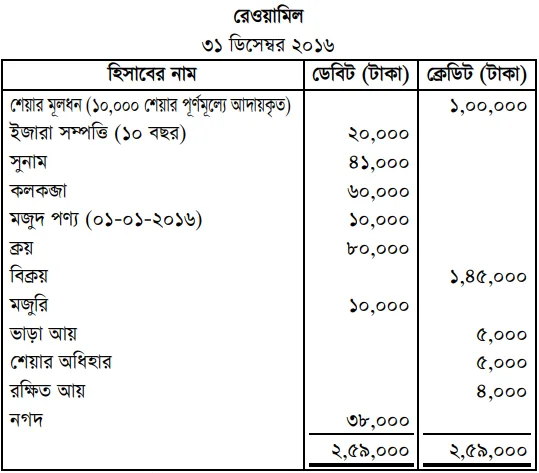 রেওয়ামিল
৩১ ডিসেম্বর ২০১৬
হিসাবের নাম ডেবিট (টাকা) ক্রেডিট (টাকা)
শেয়ার মূলধন (১০,০০০ শেয়ার পূর্ণমূল্যে আদায়কৃত) ১,০০,০০০
ইজারা সম্পত্তি (১০ বছর) ২০,০০০
সুনাম ৪১,০০০
কলকব্জা ৬০,০০০
মজুদ পণ্য (০১-০১-২০১৬) ১০,০০০
ক্রয় ৮০,০০০
বিক্রয় ১,৪৫,০০০
মজুরি ১০,০০০
ভাড়া আয় ৫,০০০
শেয়ার অধিহার ৫,০০০
রক্ষিত আয় ৪,০০০
নগদ ৩৮,০০০
২,৫৯,০০০ ২,৫৯,০০০